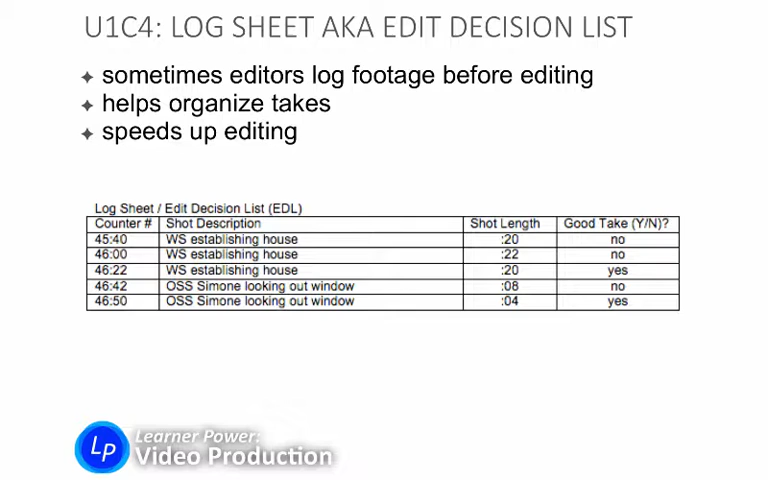 U1C4: LOG SHEET AKA EDIT DECISION LIST
sometimes editors log footage before editing
helps organize takes
speeds up editing
Log Sheet / Edit Decision List (EDL)
Counter # Shot Description Shot Length Good Take (Y/N)?
45:40 WS establishing house :20 no
46:00 WS establishing house :22 no
46:22 WS establishing house :20 yes
46:42 OSS Simone looking out window :08 no
46:50 OSS Simone looking out window :04 yes
LP Learner Power:
Video Production